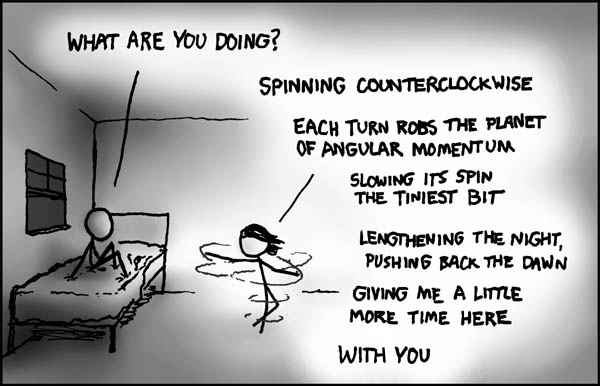 WHAT ARE YOU DOING?
SPINNING COUNTERCLOCKWISE
EACH TURN ROBS THE PLANET
OF ANGULAR MOMENTUM
SLOWING ITS SPIN
THE TINIEST BIT
LENGTHENING THE NIGHT,
PUSHING BACK THE DAWN
GIVING ME A LITTLE
MORE TIME HERE
WITH YOU